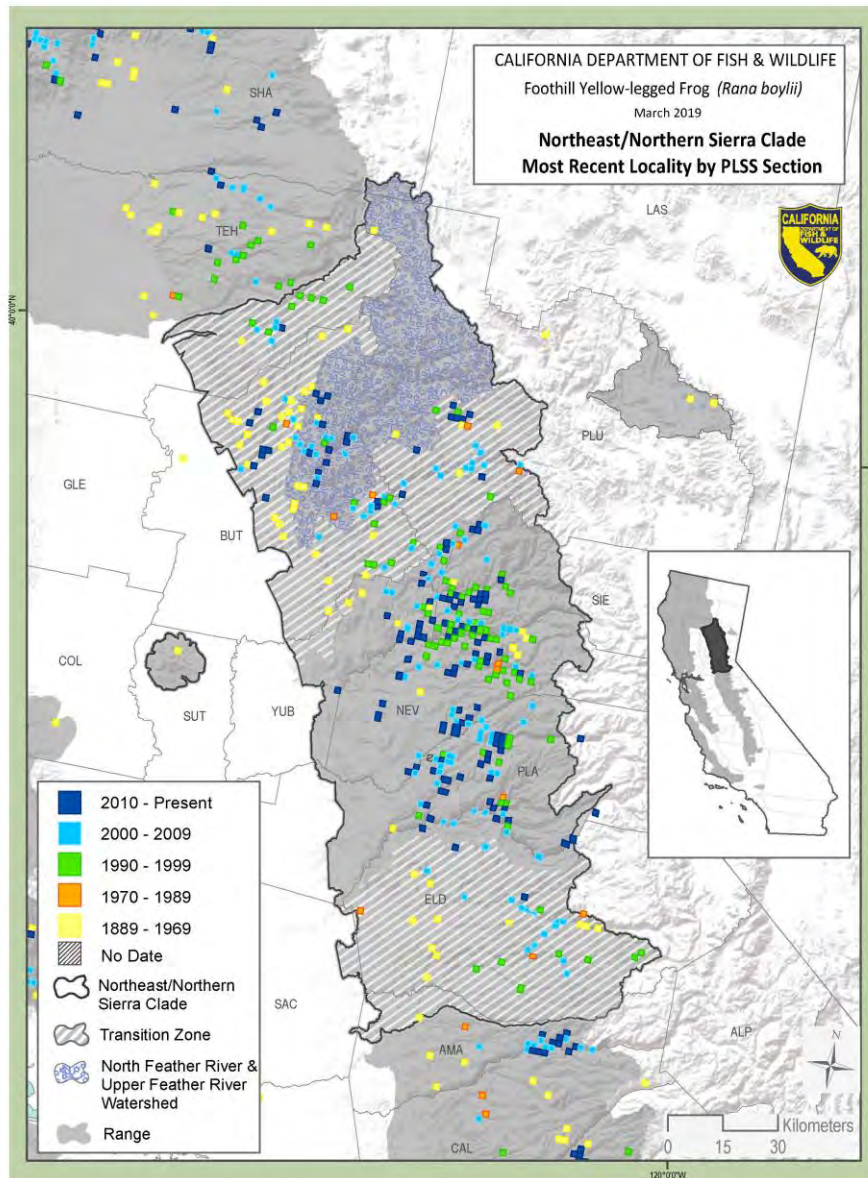 CALIFORNIA DEPARTMENT OF FISH & WILDLIFE
Foothill Yellow-legged Frog (Rana boylii)
March 2019
Northeast/Northern Sierra Clade
Most Recent Locality by PLSS Section
SHA
LAS
CALIFORNIA
DEPARTMENT OF
FISH &
WILDLIFE
TEH
40°0'0"N
PLU
GLE
BUT
SIE
COL
SUT
YUB
NEV
PLA
2010 - Present
2000 - 2009
1990 - 1999
1970 - 1989
1889 - 1969
No Date
Northeast/Northern
Sierra Clade
Transition Zone
North Feather River &
Upper Feather River
Watershed
Range
ELD
SAC
AMA
ALP
N
CAL
Kilometers
0 15 30
120°0'0"W